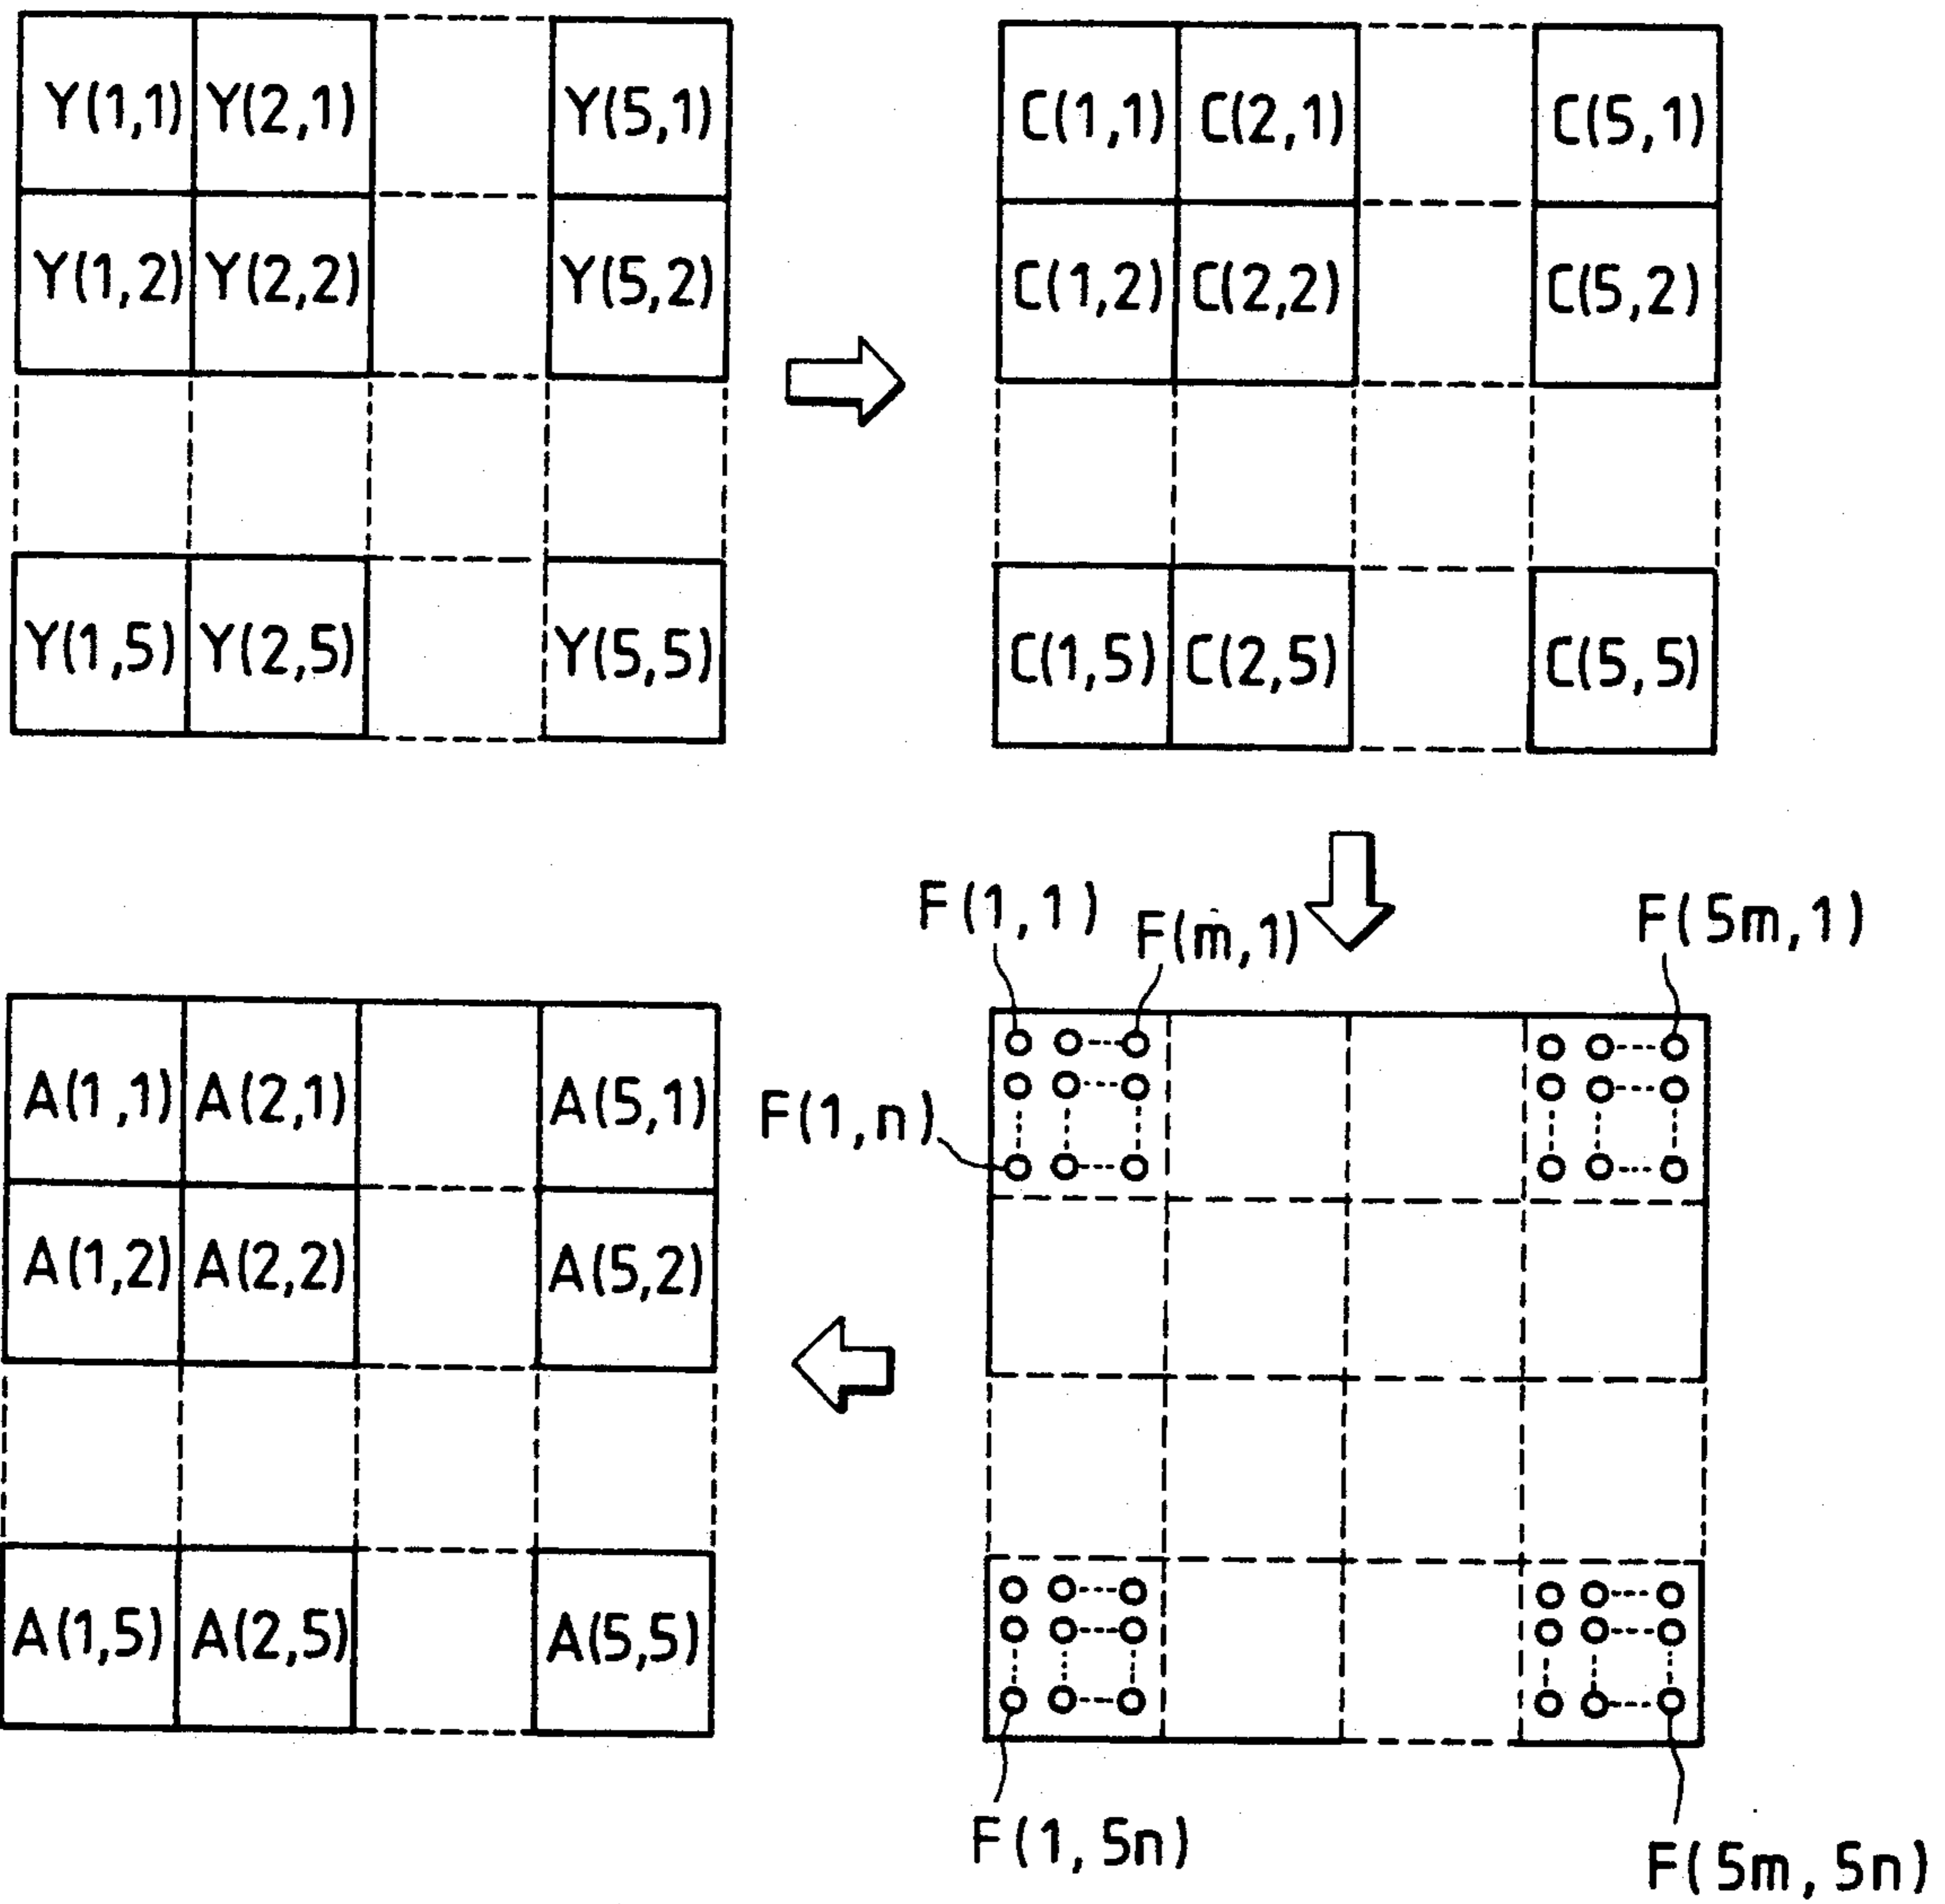 Y(1,1) Y(2,1) Y(5,1)
Y(1,2) Y(2,2) Y(5,2)
Y(1,5) Y(2,5) Y(5,5)
C(1,1) C(2,1) C(5,1)
C(1,2) C(2,2) C(5,2)
C(1,5) C(2,5) C(5,5)
F(1,1) F(m,1) F(5m,1)
F(1,n)
F(1,5n)
F(5m,5n)
A(1,1) A(2,1) A(5,1)
A(1,2) A(2,2) A(5,2)
A(1,5) A(2,5) A(5,5)